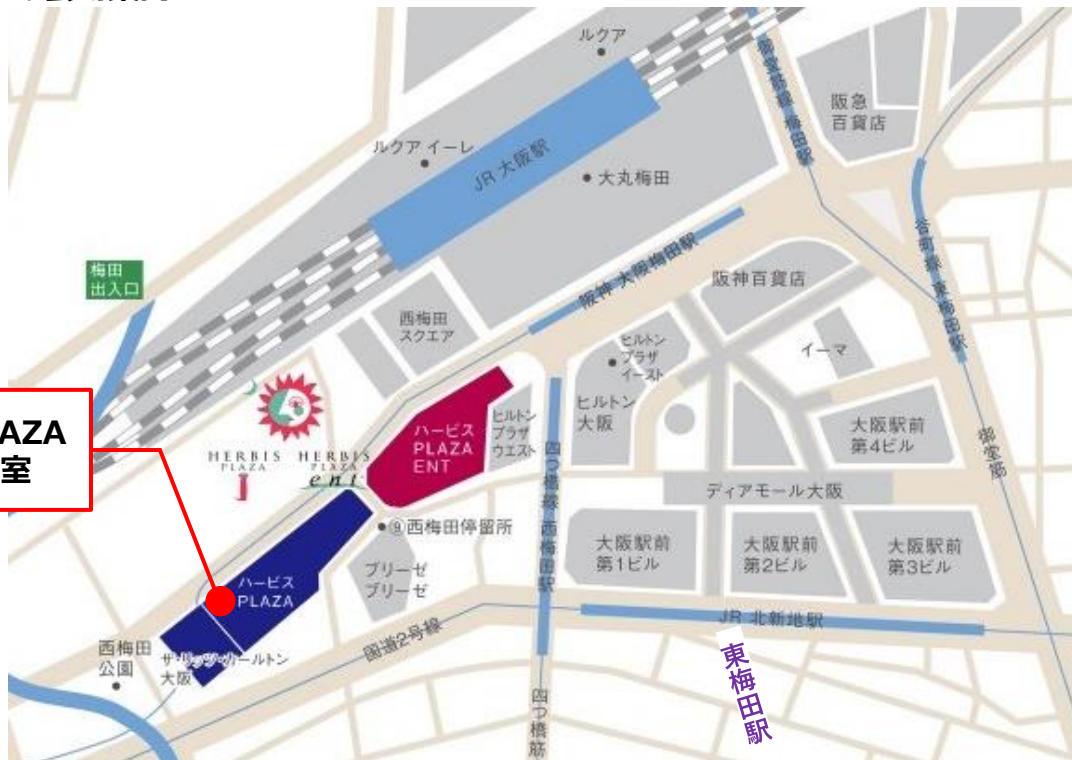 ルクア
御堂筋線 梅田駅
阪急
百貨店
ルクア イーレ
JR 大阪駅
大丸梅田
谷町線 東梅田駅
梅田
出入口
阪神 大阪梅田駅
阪神百貨店
西梅田
スクエア
ヒルトン
プラザ
イースト
イーマ
ヒルトン
大阪
ハービス
PLAZA
ENT
ヒルトン
プラザ
ウエスト
大阪駅前
第4ビル
御堂筋
AZA
室
HERBIS
PLAZA
HERBIS
PLAZA
ent
四つ橋線 西梅田駅
ディアモール大阪
⑨西梅田停留所
大阪駅前
第1ビル
大阪駅前
第2ビル
大阪駅前
第3ビル
ブリーゼ
ブリーゼ
ハービス
PLAZA
JR 北新地駅
国道2号線
西梅田
公園
ザ・リッツ・カールトン
大阪
東梅田駅
四つ橋筋